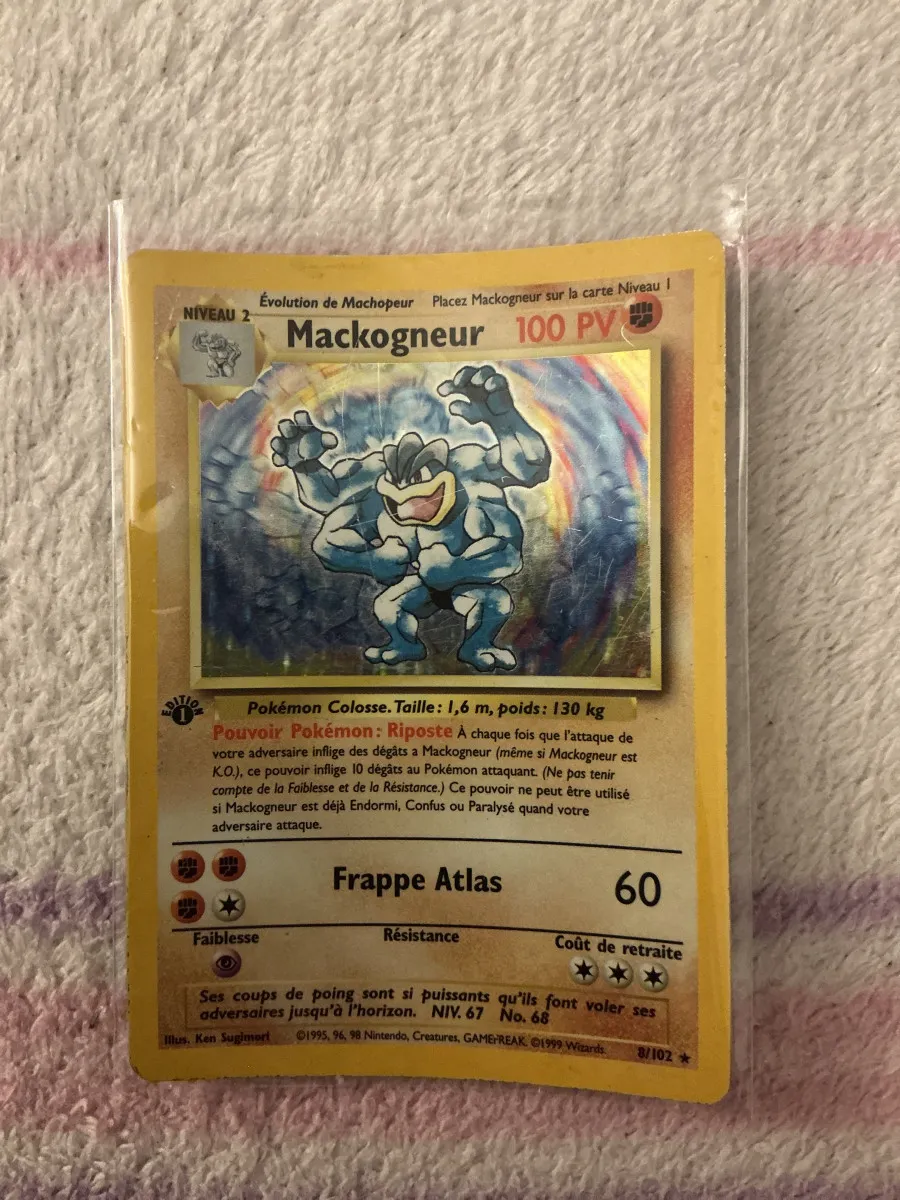 Évolution de Machopeur Placez Mackogneur sur la carte Niveau 1
NIVEAU 2
Mackogneur 100 PV
EDITION
1
Pokémon Colosse. Taille: 1,6 m, poids: 130 kg
Pouvoir Pokémon: Riposte À chaque fois que l'attaque de
votre adversaire inflige des dégâts a Mackogneur (même si Mackogneur est
K.O.), ce pouvoir inflige 10 dégâts au Pokémon attaquant. (Ne pas tenir
compte de la Faiblesse et de la Résistance.) Ce pouvoir ne peut être utilisé
si Mackogneur est déjà Endormi, Confus ou Paralysé quand votre
adversaire attaque.
Frappe Atlas 60
Faiblesse Résistance Coût de retraite
Ses coups de poing sont si puissants qu'ils font voler ses
adversaires jusqu'à l'horizon. NIV. 67 No. 68
Illus. Ken Sugimori ©1995, 96, 98 Nintendo, Creatures, GAMEFREAK. ©1999 Wizards. 8/102 ★